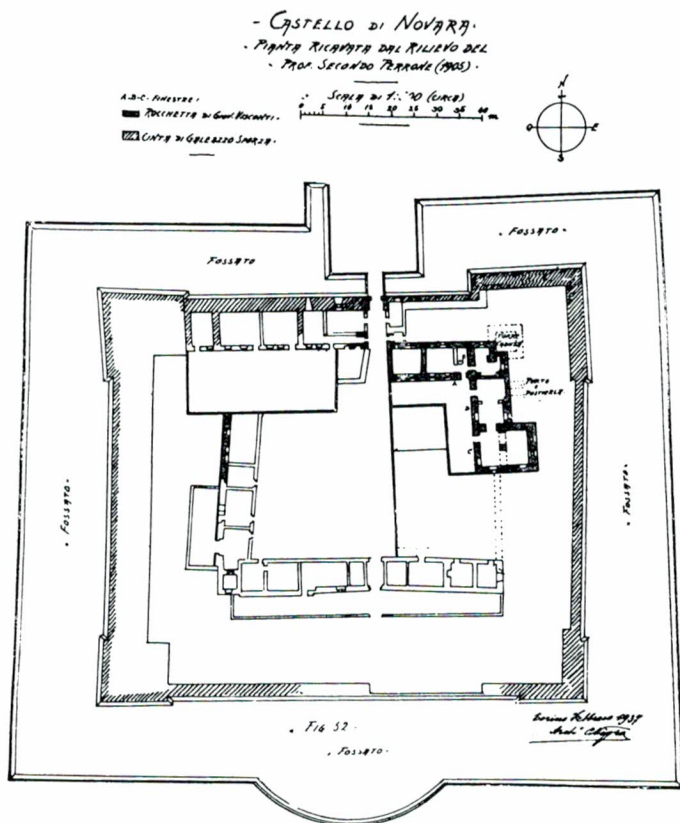 - CASTELLO DI NOVARA -
- PIANTA RICAVATA DAL RILIEVO DEL
- PROF. SECONDO PERRONE (1905) -
A-B-C- FINESTRE -
ROCCHETTA DI GIOV. VISCONTI -
CINTA DI GALEAZZO SFORZA -
SCALA DI (CIRCA)
0 5 10 15 20 25 30 35 40 m
N
O E
S
FOSSATO
- FOSSATO -
A
PORTA
E
POSTIERLA
B
C
- FOSSATO -
- FOSSATO -
- FIG 52 -
- FOSSATO -
Torino Febbraio 1937